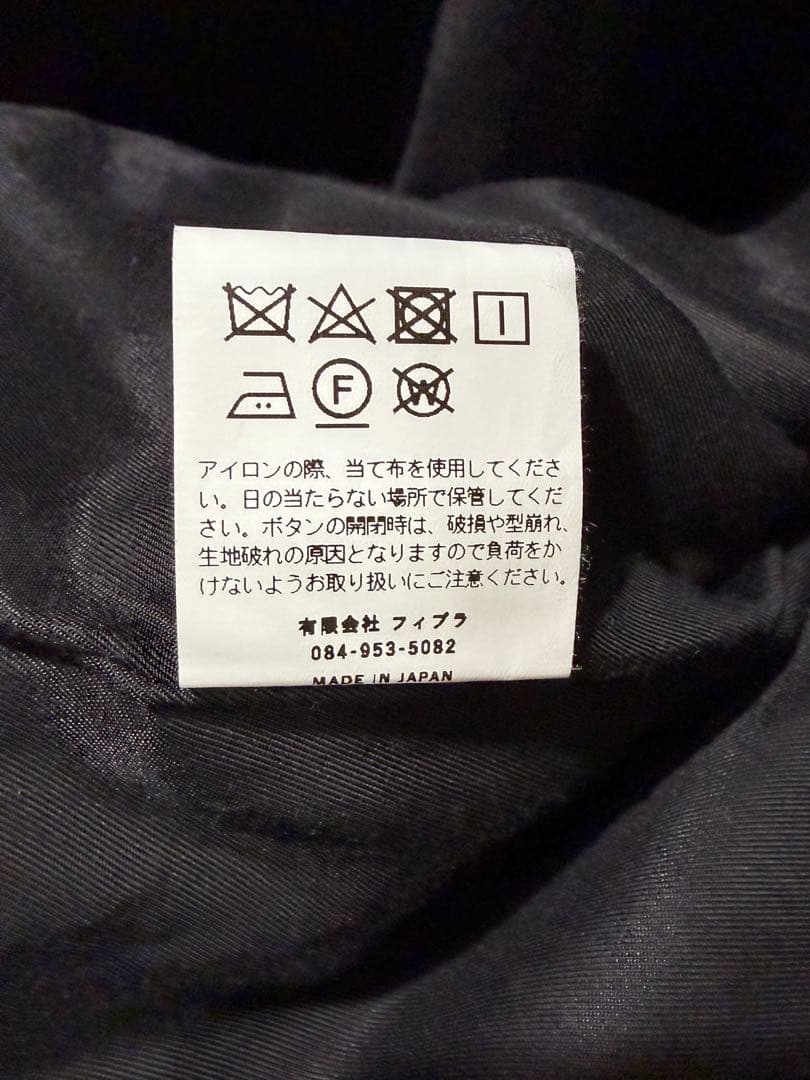 F
W
アイロンの際、当て布を使用してくださ
い。日の当たらない場所で保管してくだ
さい。ボタンの開閉時は、破損や型崩れ、
生地破れの原因となりますので負荷をか
けないようお取り扱いにご注意ください。
有限会社 フィプラ
084-953-5082
MADE IN JAPAN